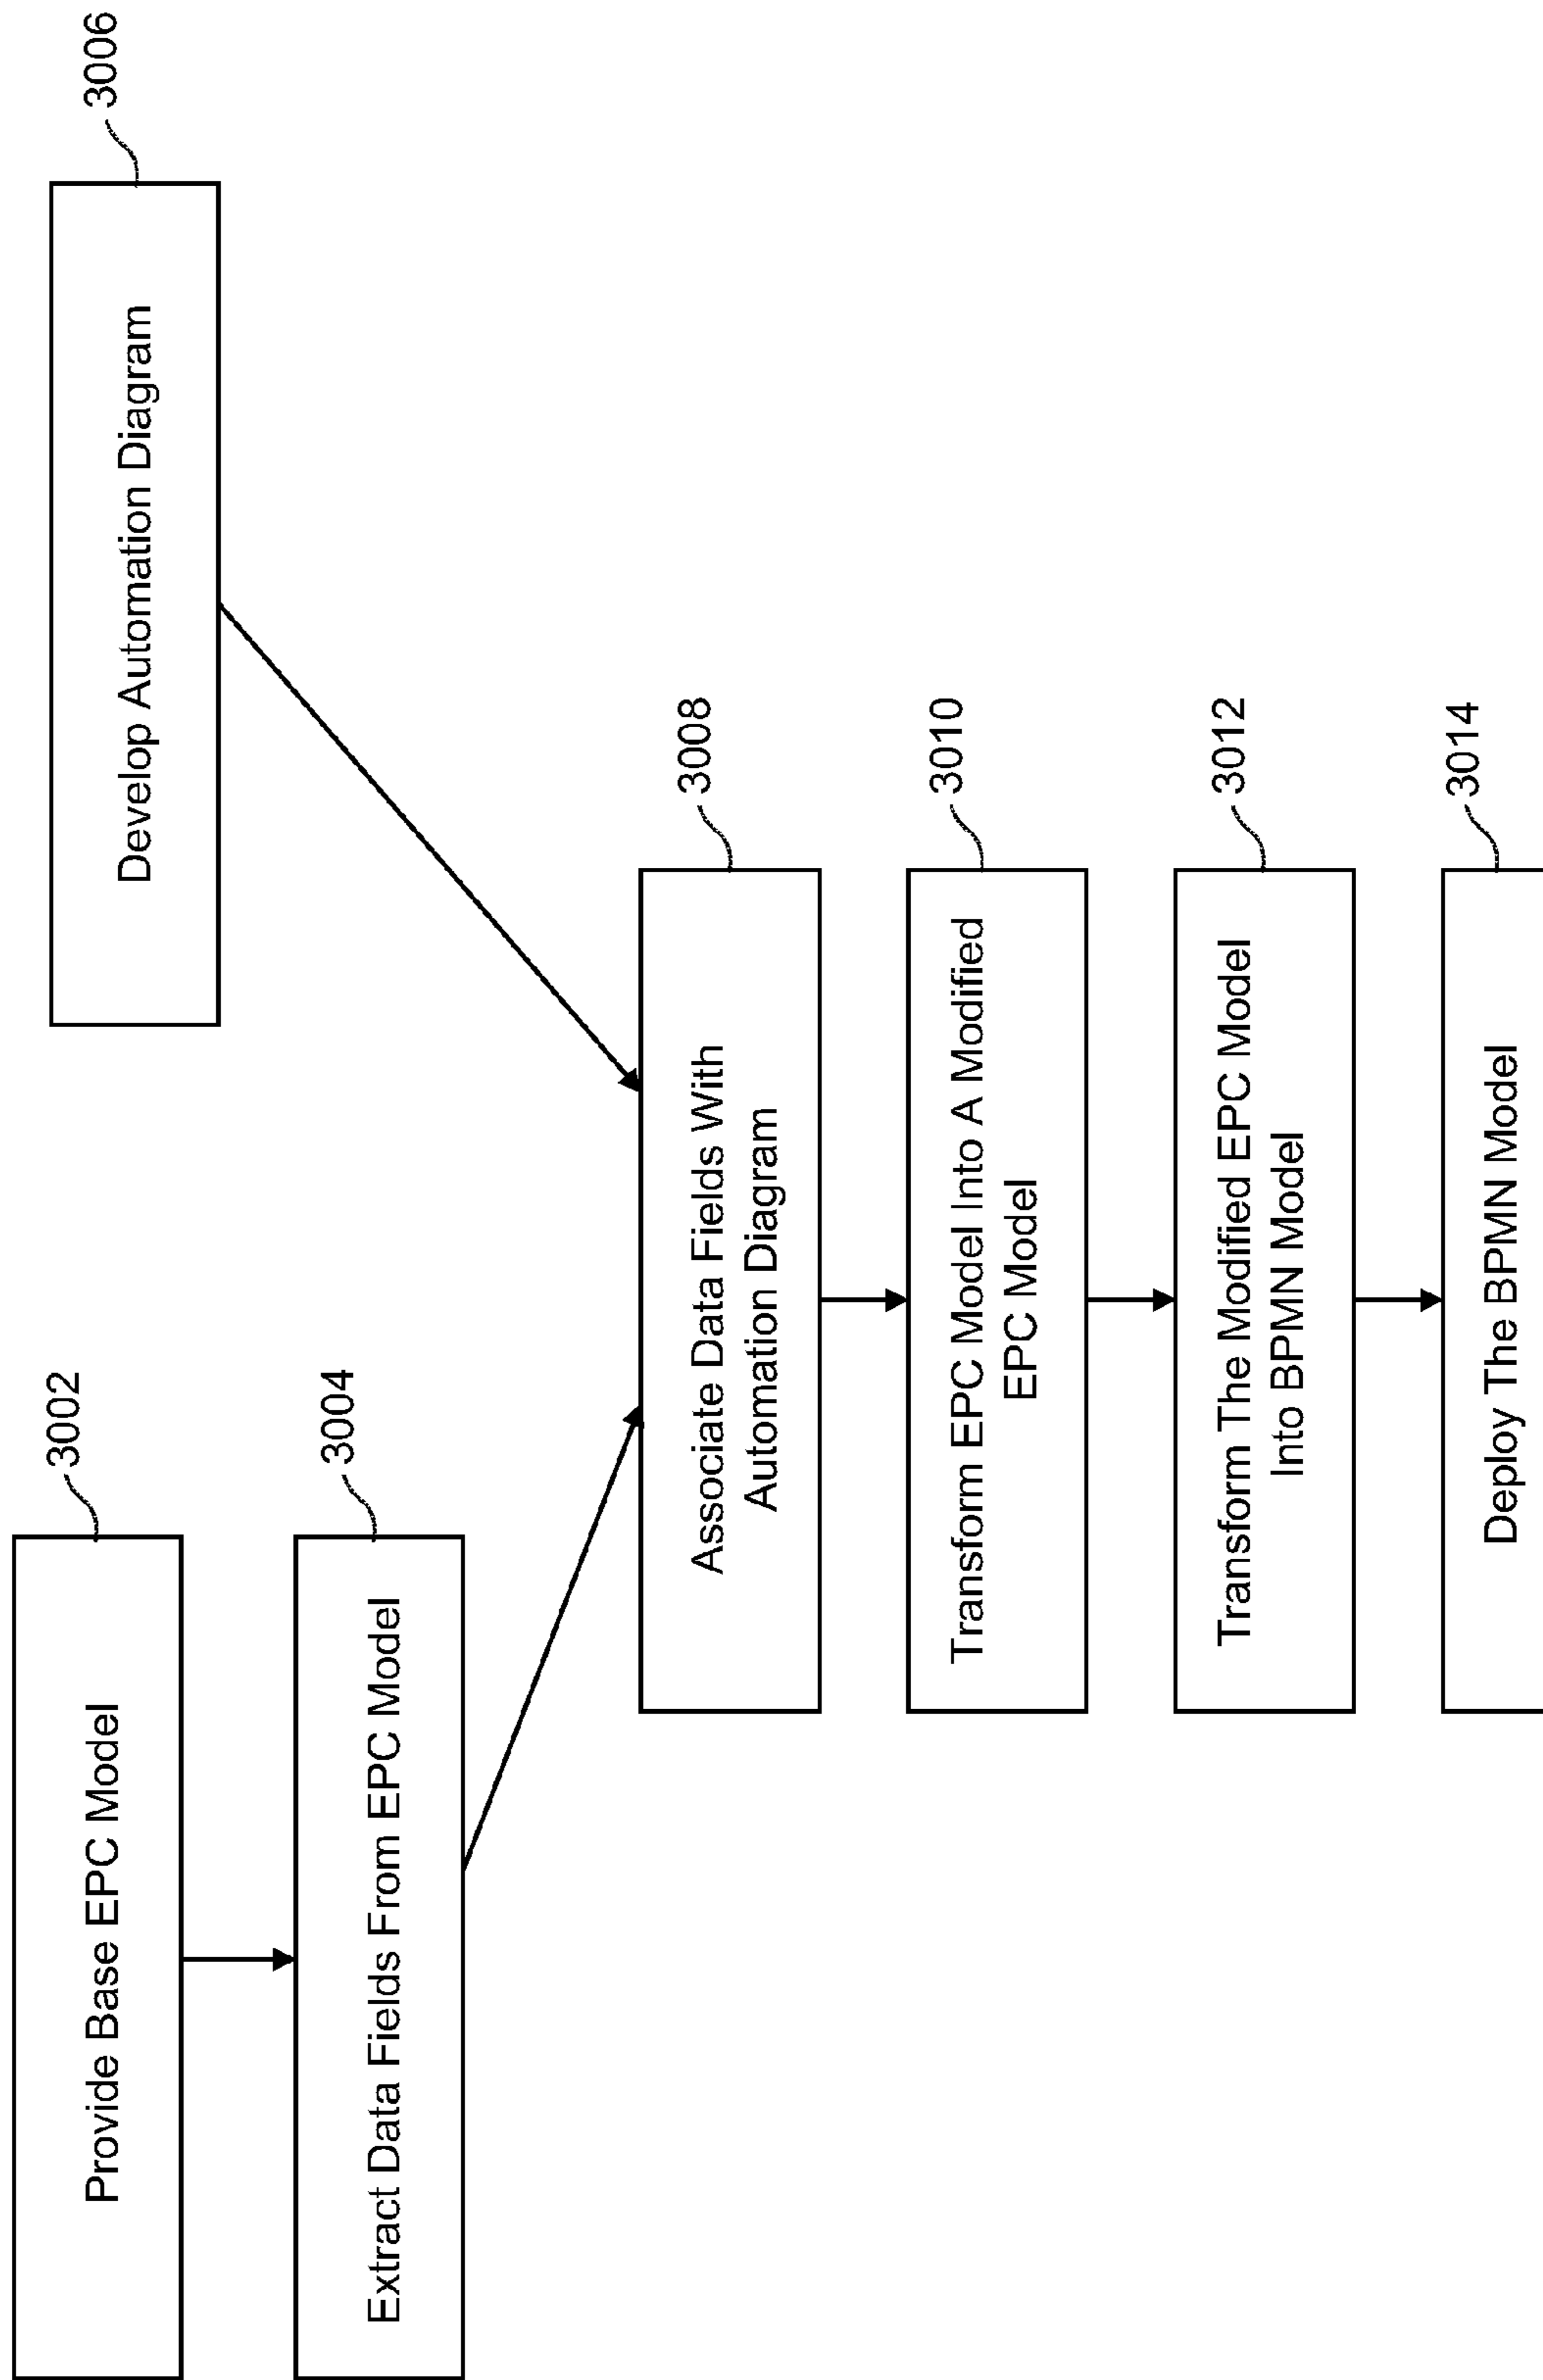 Provide Base EPC Model
3002
Extract Data Fields From EPC Model
3004
Develop Automation Diagram
3006
Associate Data Fields With
Automation Diagram
3008
Transform EPC Model Into A Modified
EPC Model
3010
Transform The Modified EPC Model
Into BPMN Model
3012
Deploy The BPMN Model
3014